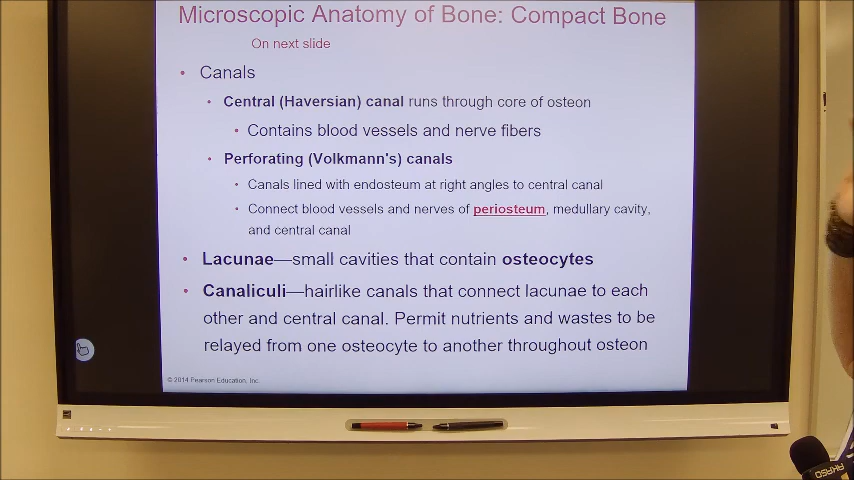 Microscopic Anatomy of Bone: Compact Bone
On next slide
• Canals
• Central (Haversian) canal runs through core of osteon
• Contains blood vessels and nerve fibers
• Perforating (Volkmann's) canals
• Canals lined with endosteum at right angles to central canal
• Connect blood vessels and nerves of periosteum, medullary cavity,
and central canal
• Lacunae—small cavities that contain osteocytes
• Canaliculi—hairlike canals that connect lacunae to each
other and central canal. Permit nutrients and wastes to be
relayed from one osteocyte to another throughout osteon
© 2014 Pearson Education, Inc.
AKASO